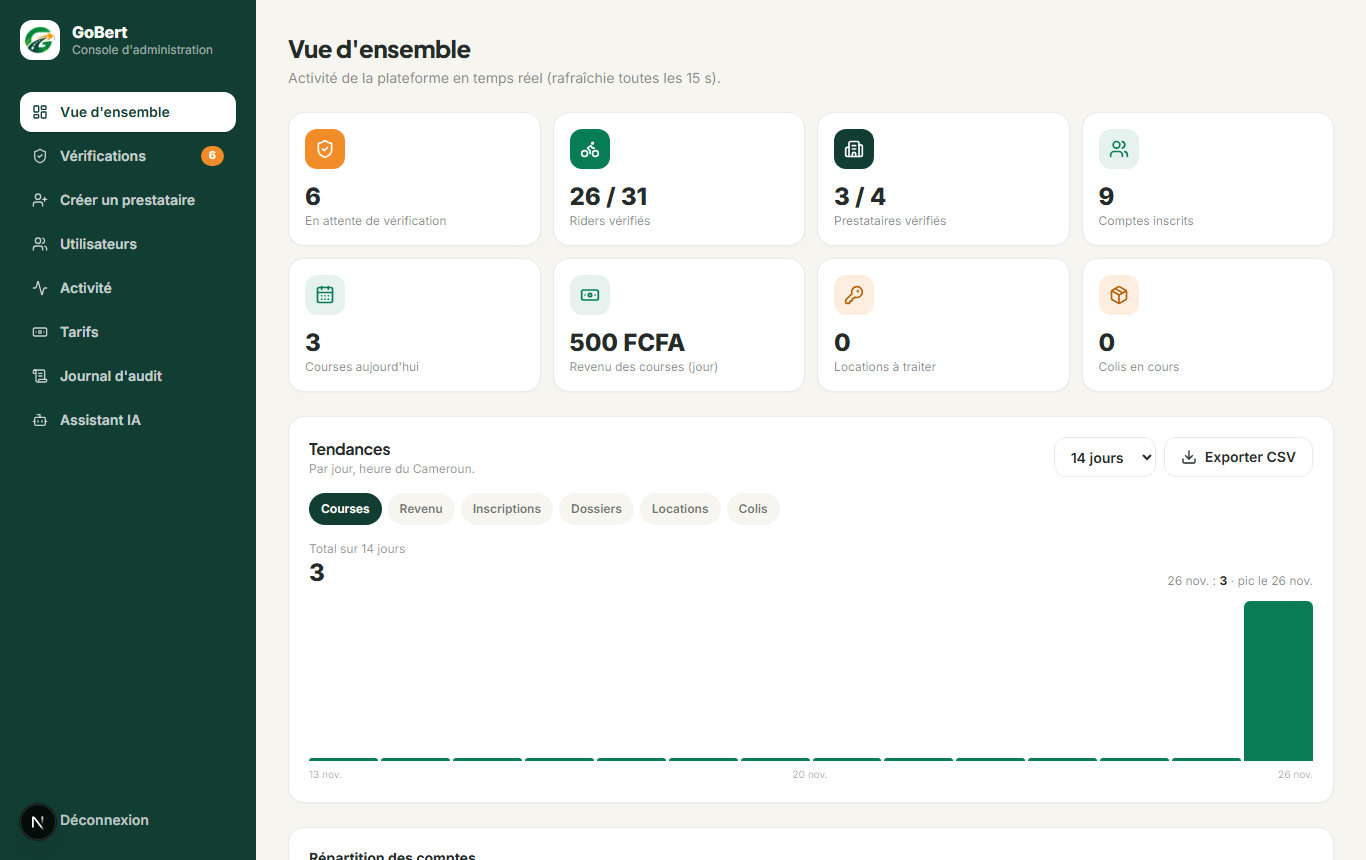 GoBert
Console d'administration
Vue d'ensemble
Vérifications
6
Créer un prestataire
Utilisateurs
Activité
Tarifs
Journal d'audit
Assistant IA
Déconnexion
Vue d'ensemble
Activité de la plateforme en temps réel (rafraîchie toutes les 15 s).
6
En attente de vérification
26 / 31
Riders vérifiés
3 / 4
Prestataires vérifiés
9
Comptes inscrits
3
Courses aujourd'hui
500 FCFA
Revenu des courses (jour)
0
Locations à traiter
0
Colis en cours
Tendances
Par jour, heure du Cameroun.
14 jours
Exporter CSV
Courses
Revenu
Inscriptions
Dossiers
Locations
Colis
Total sur 14 jours
3
26 nov. : 3 · pic le 26 nov.
13 nov.
20 nov.
26 nov.
Répartition des comptes